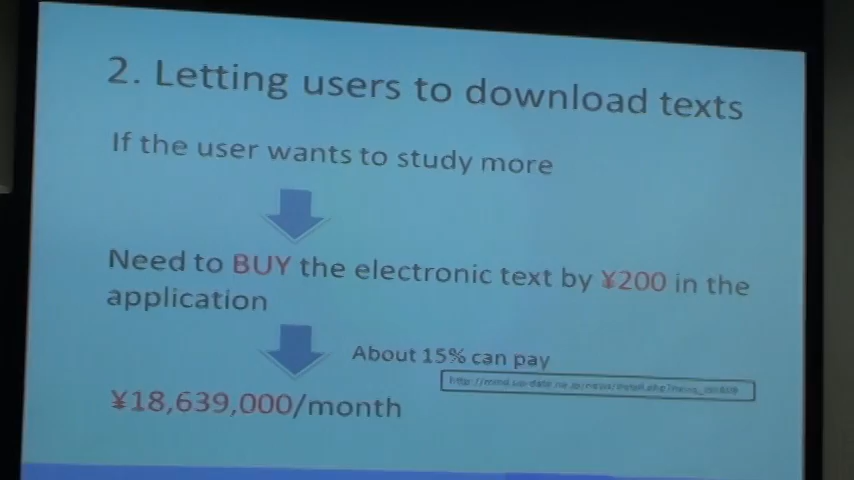 2. Letting users to download texts
If the user wants to study more
Need to BUY the electronic text by ¥200 in the
application
About 15% can pay
¥18,639,000/month